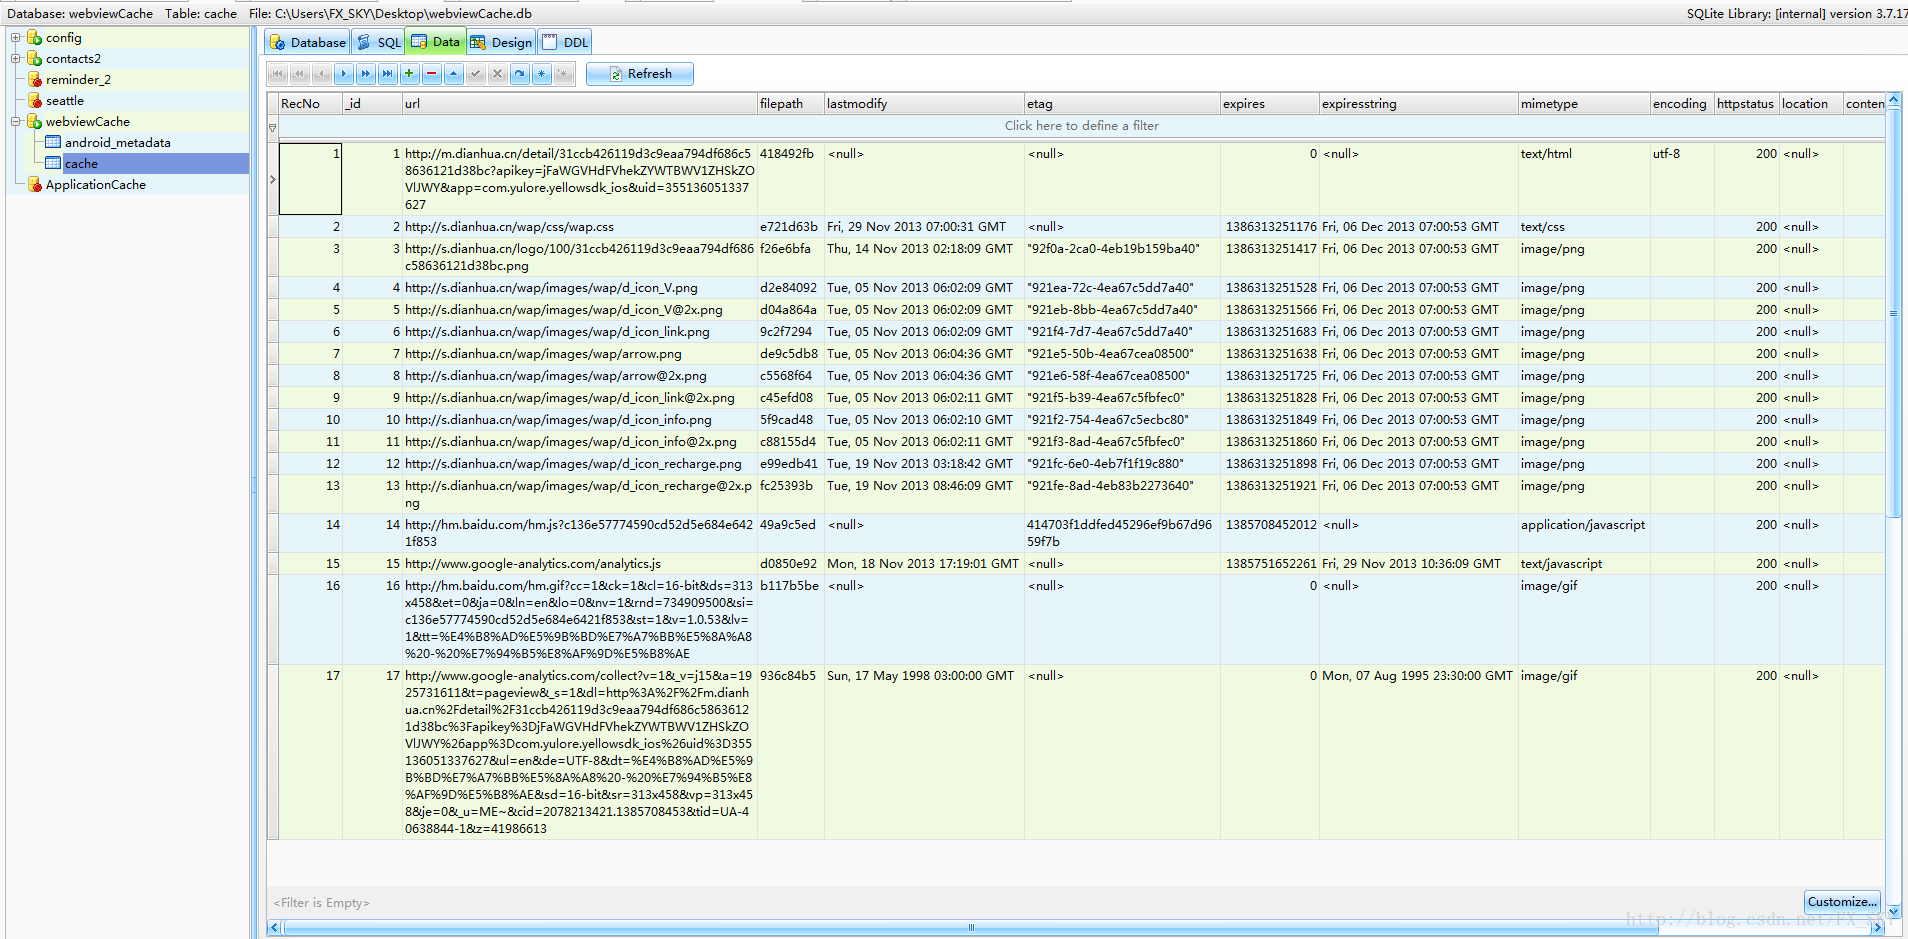 Database: webviewCache   Table: cache   File: C:\Users\FX_SKY\Desktop\webviewCache.db   SQLite Library: [internal] version 3.7.17
config
contacts2
reminder_2
seattle
webviewCache
android_metadata
cache
ApplicationCache
Database SQL Data Design DDL
Refresh
RecNo _id url filepath lastmodify etag expires expiresstring mimetype encoding httpstatus location conten
Click here to define a filter
1 1 http://m.dianhua.cn/detail/31ccb426119d3c9eaa794df686c5 418492fb <null> <null> 0 <null> text/html utf-8 200 <null>
8636121d38bc?apikey=jFaWGVHdFVhekZYWTBWV1ZHSkZO
VlJWY&app=com.yulore.yellowsdk_ios&uid=355136051337
627
2 2 http://s.dianhua.cn/wap/css/wap.css e721d63b Fri, 29 Nov 2013 07:00:31 GMT <null> 1386313251176 Fri, 06 Dec 2013 07:00:53 GMT text/css 200 <null>
3 3 http://s.dianhua.cn/logo/100/31ccb426119d3c9eaa794df686 f26e6bfa Thu, 14 Nov 2013 02:18:09 GMT "92f0a-2ca0-4eb19b159ba40" 1386313251417 Fri, 06 Dec 2013 07:00:53 GMT image/png 200 <null>
c58636121d38bc.png
4 4 http://s.dianhua.cn/wap/images/wap/d_icon_V.png d2e84092 Tue, 05 Nov 2013 06:02:09 GMT "921ea-72c-4ea67c5dd7a40" 1386313251528 Fri, 06 Dec 2013 07:00:53 GMT image/png 200 <null>
5 5 http://s.dianhua.cn/wap/images/wap/d_icon_V@2x.png d04a864a Tue, 05 Nov 2013 06:02:09 GMT "921eb-8bb-4ea67c5dd7a40" 1386313251566 Fri, 06 Dec 2013 07:00:53 GMT image/png 200 <null>
6 6 http://s.dianhua.cn/wap/images/wap/d_icon_link.png 9c2f7294 Tue, 05 Nov 2013 06:02:09 GMT "921f4-7d7-4ea67c5dd7a40" 1386313251683 Fri, 06 Dec 2013 07:00:53 GMT image/png 200 <null>
7 7 http://s.dianhua.cn/wap/images/wap/arrow.png de9c5db8 Tue, 05 Nov 2013 06:04:36 GMT "921e5-50b-4ea67cea08500" 1386313251638 Fri, 06 Dec 2013 07:00:53 GMT image/png 200 <null>
8 8 http://s.dianhua.cn/wap/images/wap/arrow@2x.png c5568f64 Tue, 05 Nov 2013 06:04:36 GMT "921e6-58f-4ea67cea08500" 1386313251725 Fri, 06 Dec 2013 07:00:53 GMT image/png 200 <null>
9 9 http://s.dianhua.cn/wap/images/wap/d_icon_link@2x.png c45efd08 Tue, 05 Nov 2013 06:02:11 GMT "921f5-b39-4ea67c5fbfec0" 1386313251828 Fri, 06 Dec 2013 07:00:53 GMT image/png 200 <null>
10 10 http://s.dianhua.cn/wap/images/wap/d_icon_info.png 5f9cad48 Tue, 05 Nov 2013 06:02:10 GMT "921f2-754-4ea67c5ecbc80" 1386313251849 Fri, 06 Dec 2013 07:00:53 GMT image/png 200 <null>
11 11 http://s.dianhua.cn/wap/images/wap/d_icon_info@2x.png c88155d4 Tue, 05 Nov 2013 06:02:11 GMT "921f3-8ad-4ea67c5fbfec0" 1386313251860 Fri, 06 Dec 2013 07:00:53 GMT image/png 200 <null>
12 12 http://s.dianhua.cn/wap/images/wap/d_icon_recharge.png e99edb41 Tue, 19 Nov 2013 03:18:42 GMT "921fc-6e0-4eb7f1f19c880" 1386313251898 Fri, 06 Dec 2013 07:00:53 GMT image/png 200 <null>
13 13 http://s.dianhua.cn/wap/images/wap/d_icon_recharge@2x.p fc25393b Tue, 19 Nov 2013 08:46:09 GMT "921fe-8ad-4eb83b2273640" 1386313251921 Fri, 06 Dec 2013 07:00:53 GMT image/png 200 <null>
ng
14 14 http://hm.baidu.com/hm.js?c136e57774590cd52d5e684e642 49a9c5ed <null> 414703f1ddfed45296ef9b67d96 1385708452012 <null> application/javascript 200 <null>
1f853 59f7b
15 15 http://www.google-analytics.com/analytics.js d0850e92 Mon, 18 Nov 2013 17:19:01 GMT <null> 1385751652261 Fri, 29 Nov 2013 10:36:09 GMT text/javascript 200 <null>
16 16 http://hm.baidu.com/hm.gif?cc=1&ck=1&cl=16-bit&ds=313 b117b5be <null> <null> 0 <null> image/gif 200 <null>
x458&et=0&ja=0&ln=en&lo=0&nv=1&rnd=734909500&si=
c136e57774590cd52d5e684e6421f853&st=1&v=1.0.53&lv=
1&tt=%E4%B8%AD%E5%9B%BD%E7%A7%BB%E5%8A%A8
%20-%20%E7%94%B5%E8%AF%9D%E5%B8%AE
17 17 http://www.google-analytics.com/collect?v=1&_v=j15&a=19 936c84b5 Sun, 17 May 1998 03:00:00 GMT <null> 0 Mon, 07 Aug 1995 23:30:00 GMT image/gif 200 <null>
25731611&t=pageview&_s=1&dl=http%3A%2F%2Fm.dianh
ua.cn%2Fdetail%2F31ccb426119d3c9eaa794df686c5863612
1d38bc%3Fapikey%3DjFaWGVHdFVhekZYWTBWV1ZHSkZO
VlJWY%26app%3Dcom.yulore.yellowsdk_ios%26uid%3D355
136051337627&ul=en&de=UTF-8&dt=%E4%B8%AD%E5%9
B%BD%E7%A7%BB%E5%8A%A8%20-%20%E7%94%B5%E8
%AF%9D%E5%B8%AE&sd=16-bit&sr=313x458&vp=313x45
8&je=0&_u=ME~&cid=2078213421.1385708453&tid=UA-4
0638844-1&z=41986613
<Filter is Empty>
Customize...
http://blog.csdn.net/FX_SKY